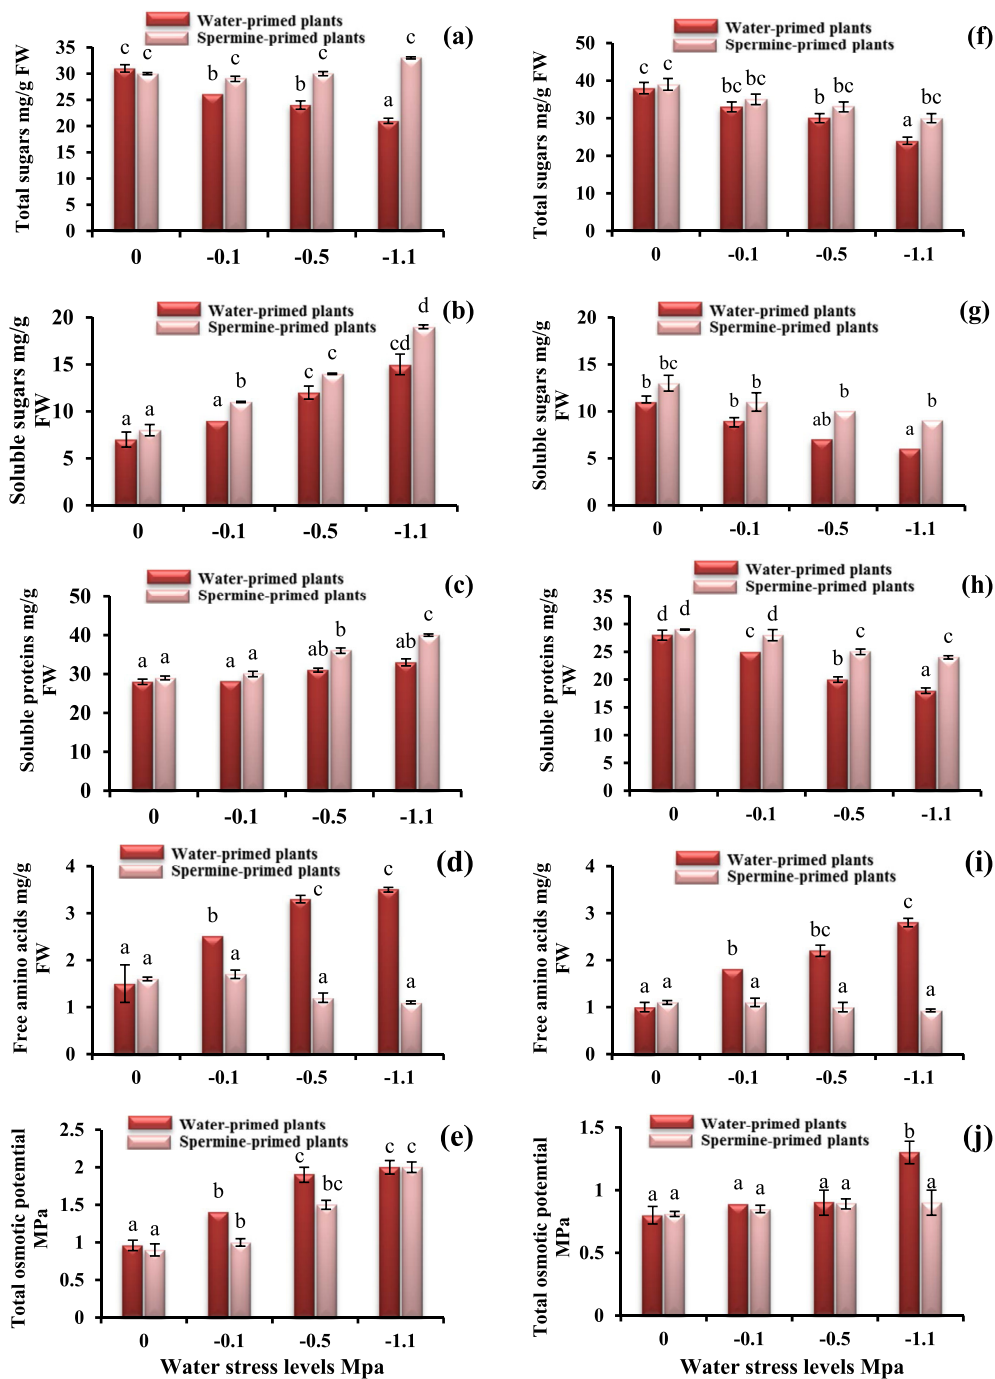 Water-primed plants
Spermine-primed plants
(a)
Total sugars mg/g FW
35
30
25
20
15
10
5
0
c c b c b c a c
0 -0.1 -0.5 -1.1
Water-primed plants
Spermine-primed plants
(f)
Total sugars mg/g FW
50
40
30
20
10
0
c c bc bc b bc a bc
0 -0.1 -0.5 -1.1
Water-primed plants
Spermine-primed plants
(b)
Soluble sugars mg/g
FW
20
15
10
5
0
a a a b c c cd d
0 -0.1 -0.5 -1.1
Water-primed plants
Spermine-primed plants
(g)
Soluble sugars mg/g
FW
20
15
10
5
0
b bc b b ab b a b
0 -0.1 -0.5 -1.1
Water-primed plants
Spermine-primed plants
(c)
Soluble proteins mg/g
FW
50
40
30
20
10
0
a a a a ab b ab c
0 -0.1 -0.5 -1.1
Water-primed plants
Spermine-primed plants
(h)
Soluble proteins mg/g
FW
35
30
25
20
15
10
5
0
d d c d b c a c
0 -0.1 -0.5 -1.1
Water-primed plants
Spermine-primed plants
(d)
Free amino acids mg/g
FW
4
3
2
1
0
a a b a c a c a
0 -0.1 -0.5 -1.1
Water-primed plants
Spermine-primed plants
(i)
Free amino acids mg/g
FW
4
3
2
1
0
a a b a bc a c a
0 -0.1 -0.5 -1.1
Water-primed plants
Spermine-primed plants
(e)
Total osmotic potential
MPa
2.5
2
1.5
1
0.5
0
a a b b c bc c c
0 -0.1 -0.5 -1.1
Water stress levels Mpa
Water-primed plants
Spermine-primed plants
(j)
Total osmotic potential
MPa
1.5
1
0.5
0
a a a a a a b a
0 -0.1 -0.5 -1.1
Water stress levels Mpa